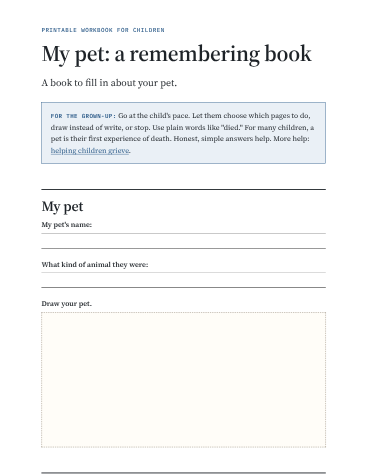 PRINTABLE WORKBOOK FOR CHILDREN
My pet: a remembering book
A book to fill in about your pet.
FOR THE GROWN-UP: Go at the child's pace. Let them choose which pages to do,
draw instead of write, or stop. Use plain words like "died." For many children, a
pet is their first experience of death. Honest, simple answers help. More help:
helping children grieve.
My pet
My pet's name:
What kind of animal they were:
Draw your pet.